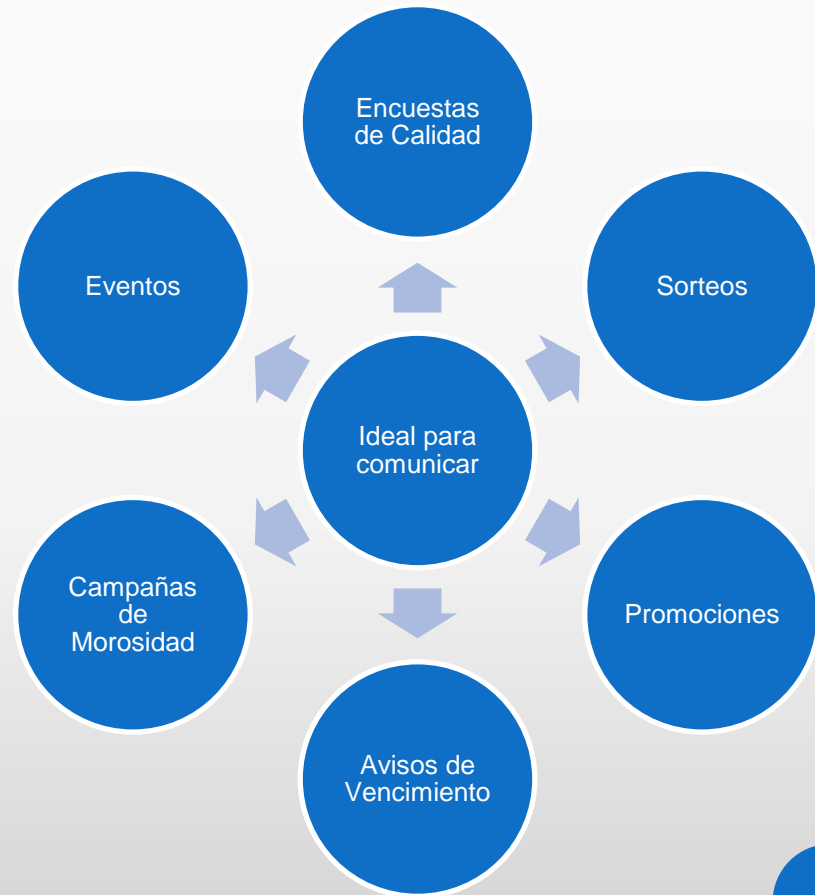 Encuestas
de Calidad
Eventos
Sorteos
Ideal para
comunicar
Campañas
de
Morosidad
Promociones
Avisos de
Vencimiento